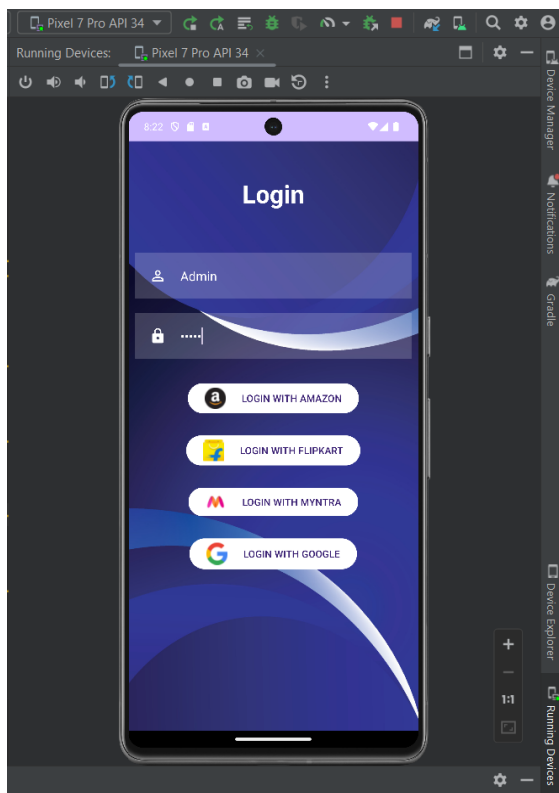 Pixel 7 Pro API 34
Running Devices:
Pixel 7 Pro API 34
8:22
Login
Admin
•••••
LOGIN WITH AMAZON
LOGIN WITH FLIPKART
LOGIN WITH MYNTRA
LOGIN WITH GOOGLE
1:1
Device Manager
Notifications
Gradle
Device Explorer
Running Devices